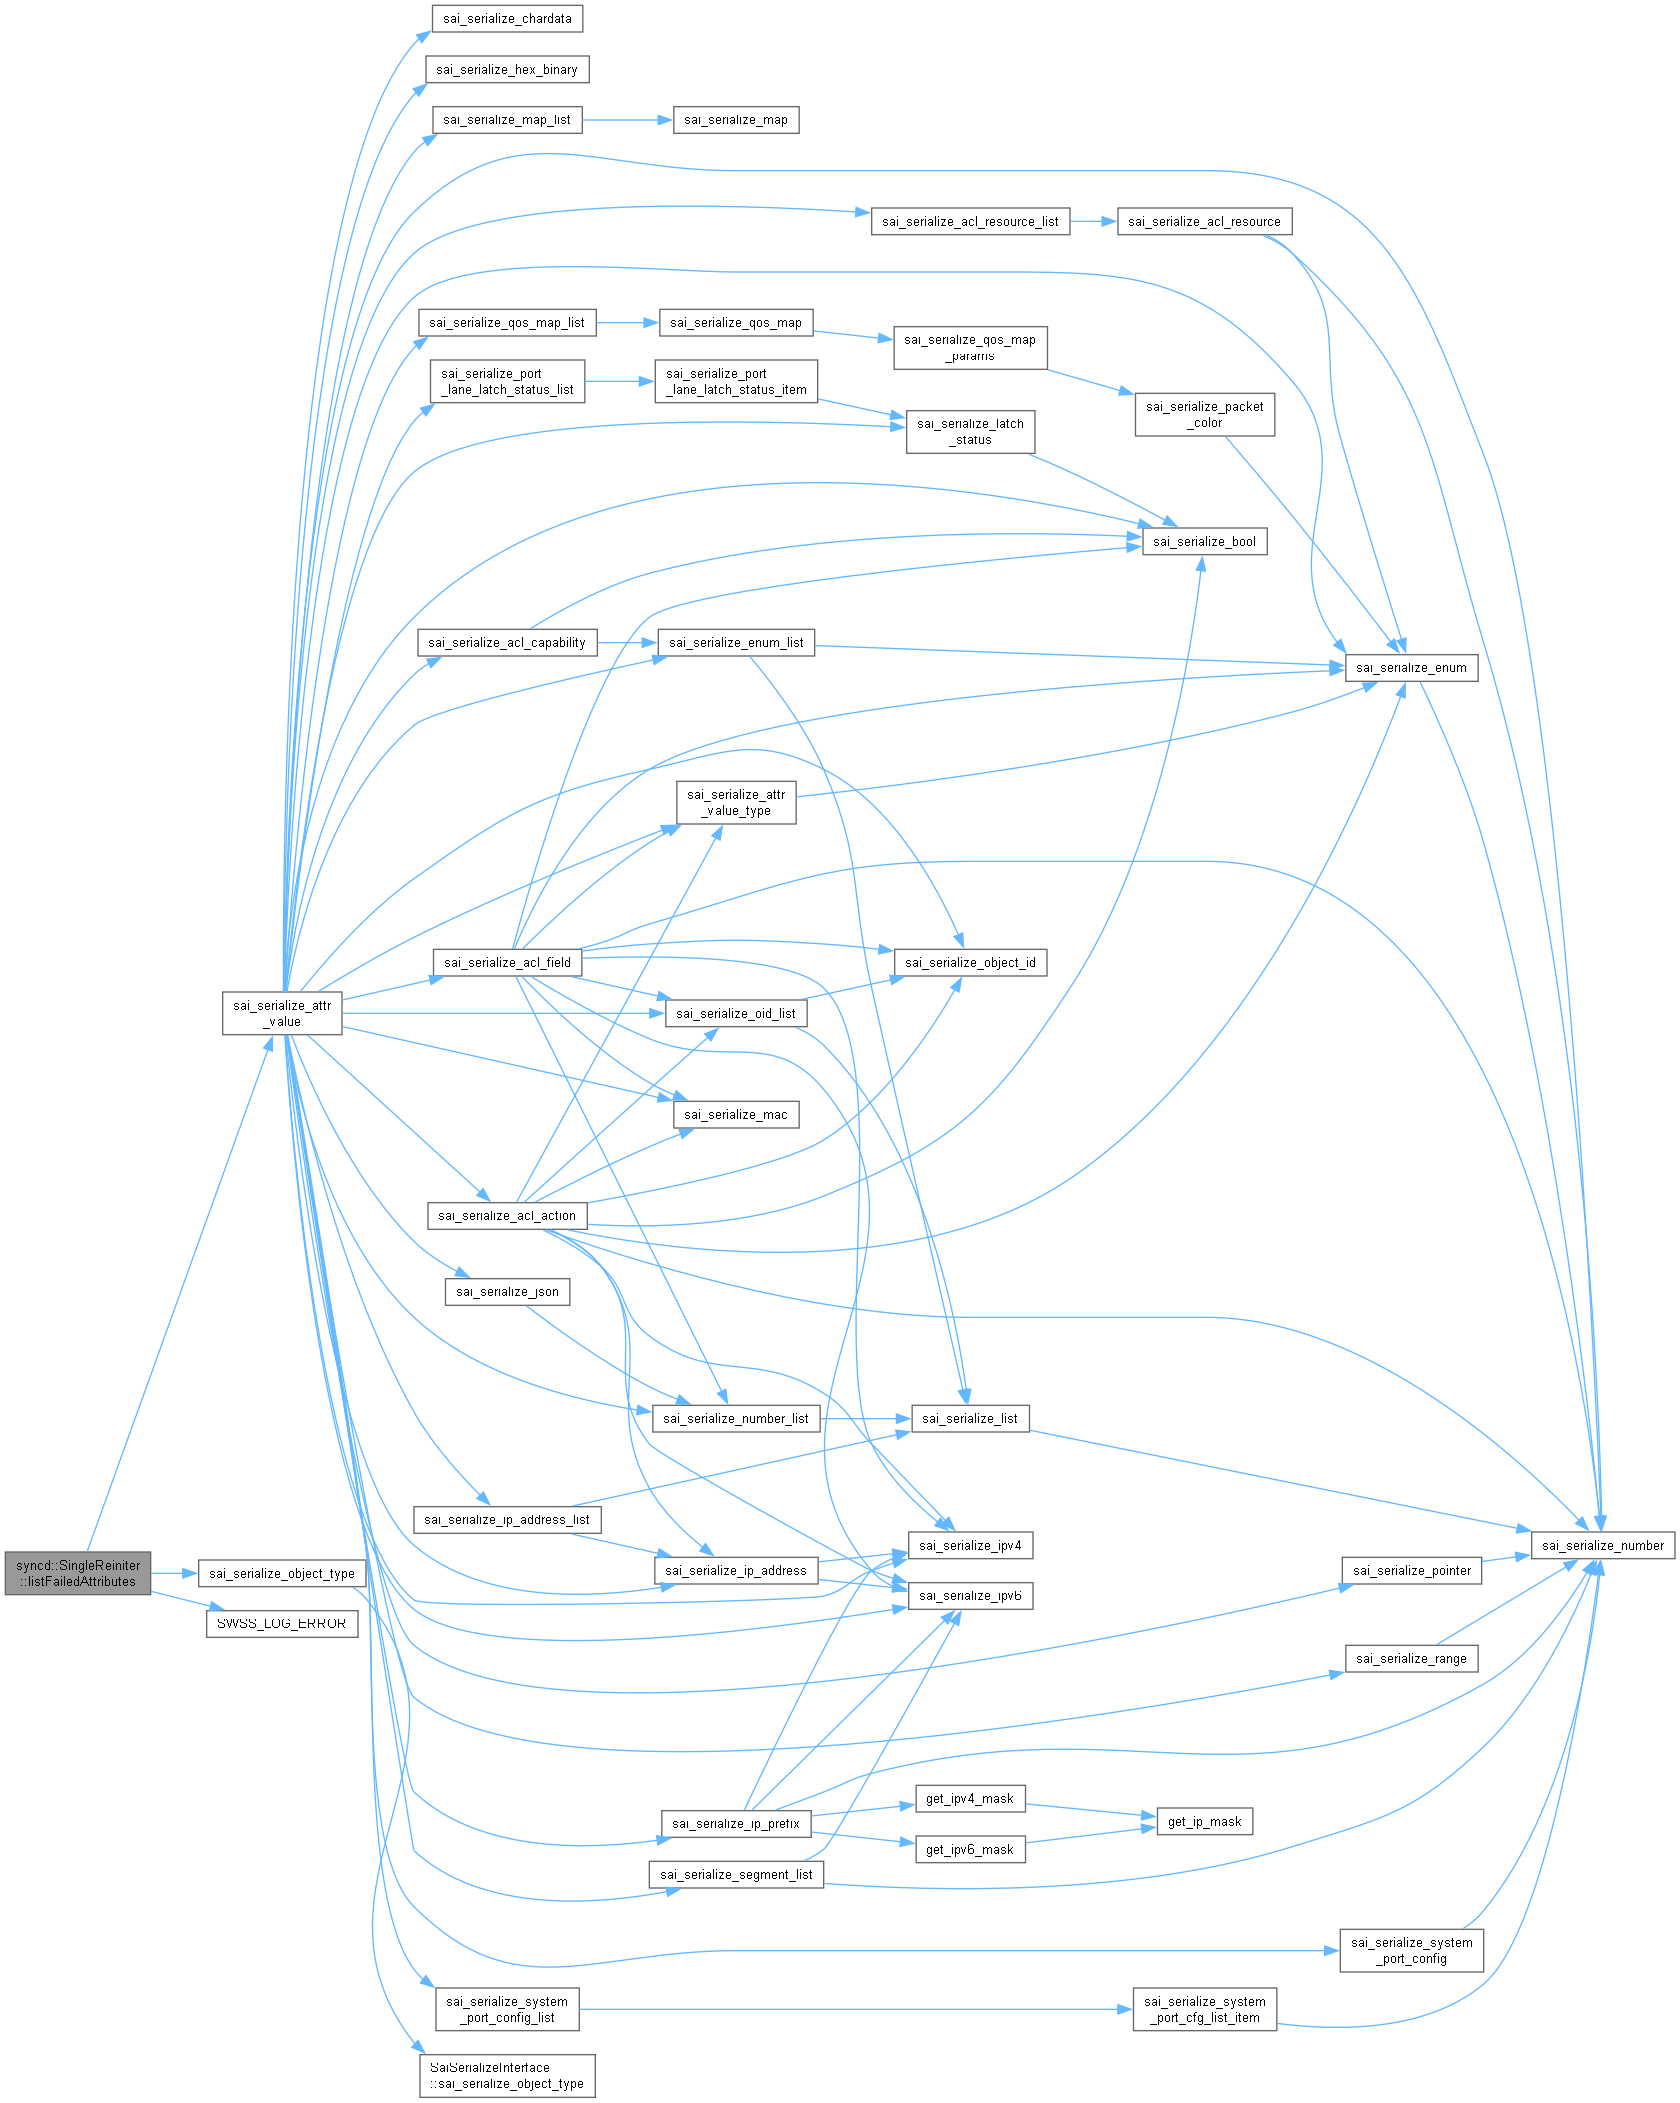 sai_serialize_chardata
sai_serialize_hex_binary
sai_serialize_map_list
sai_serialize_map
sai_serialize_acl_resource_list
sai_serialize_acl_resource
sai_serialize_qos_map_list
sai_serialize_qos_map
sai_serialize_qos_map
_params
sai_serialize_port
_lane_latch_status_list
sai_serialize_port
_lane_latch_status_item
sai_serialize_packet
_color
sai_serialize_latch
_status
sai_serialize_bool
sai_serialize_acl_capability
sai_serialize_enum_list
sai_serialize_enum
sai_serialize_attr
_value_type
sai_serialize_acl_field
sai_serialize_object_id
sai_serialize_attr
_value
sai_serialize_oid_list
sai_serialize_mac
sai_serialize_acl_action
sai_serialize_json
sai_serialize_number_list
sai_serialize_list
sai_serialize_ip_address_list
sai_serialize_ipv4
sai_serialize_number
syncd::SingleReiniter
::listFailedAttributes
sai_serialize_object_type
sai_serialize_ip_address
sai_serialize_pointer
sai_serialize_ipv6
SWSS_LOG_ERROR
sai_serialize_range
get_ipv4_mask
sai_serialize_ip_prefix
get_ip_mask
get_ipv6_mask
sai_serialize_segment_list
sai_serialize_system
_port_config
sai_serialize_system
_port_config_list
sai_serialize_system
_port_cfg_list_item
SaiSerializeInterface
::sai_serialize_object_type